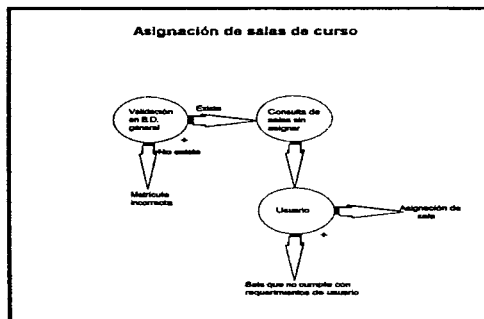 Asignación de salas de curso
Validación
en B.D.
general
Existe
Consulta de
salas sin
asignar
+
No existe
Matrícula
incorrecta
Usuario
Asignación de
sala
+
Sala que no cumple con
requerimientos de usuario